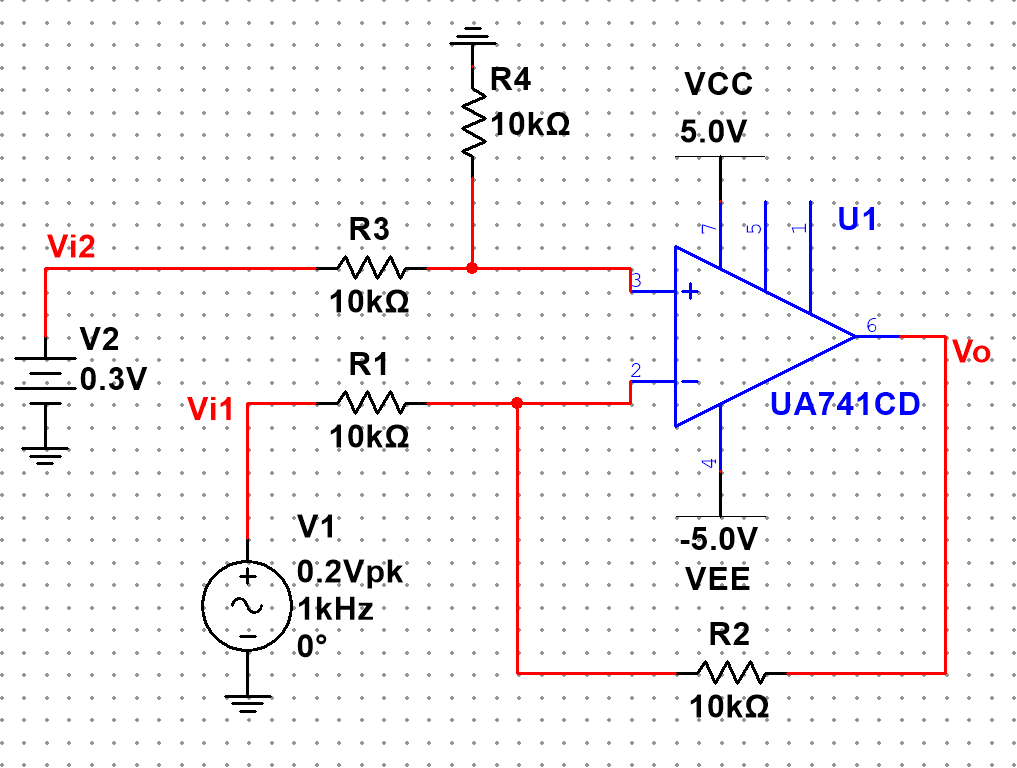 R4
10kΩ
VCC
5.0V
U1
7
5
1
Vi2
R3
10kΩ
3
+
V2
0.3V
R1
10kΩ
2
−
6
Vo
Vi1
UA741CD
4
V1
0.2Vpk
1kHz
0°
+
−
-5.0V
VEE
R2
10kΩ